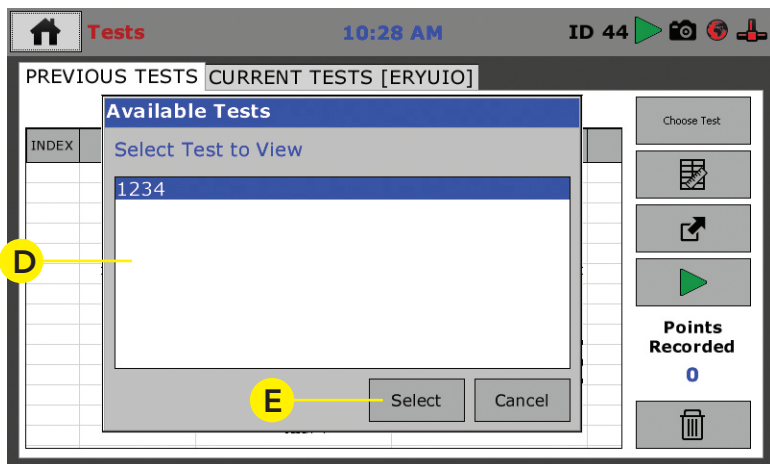 Tests 10:28 AM ID 44
PREVIOUS TESTS CURRENT TESTS [ERYUIO]
Available Tests
Choose Test
INDEX
Select Test to View
1234
D
Points
Recorded
0
E
Select Cancel